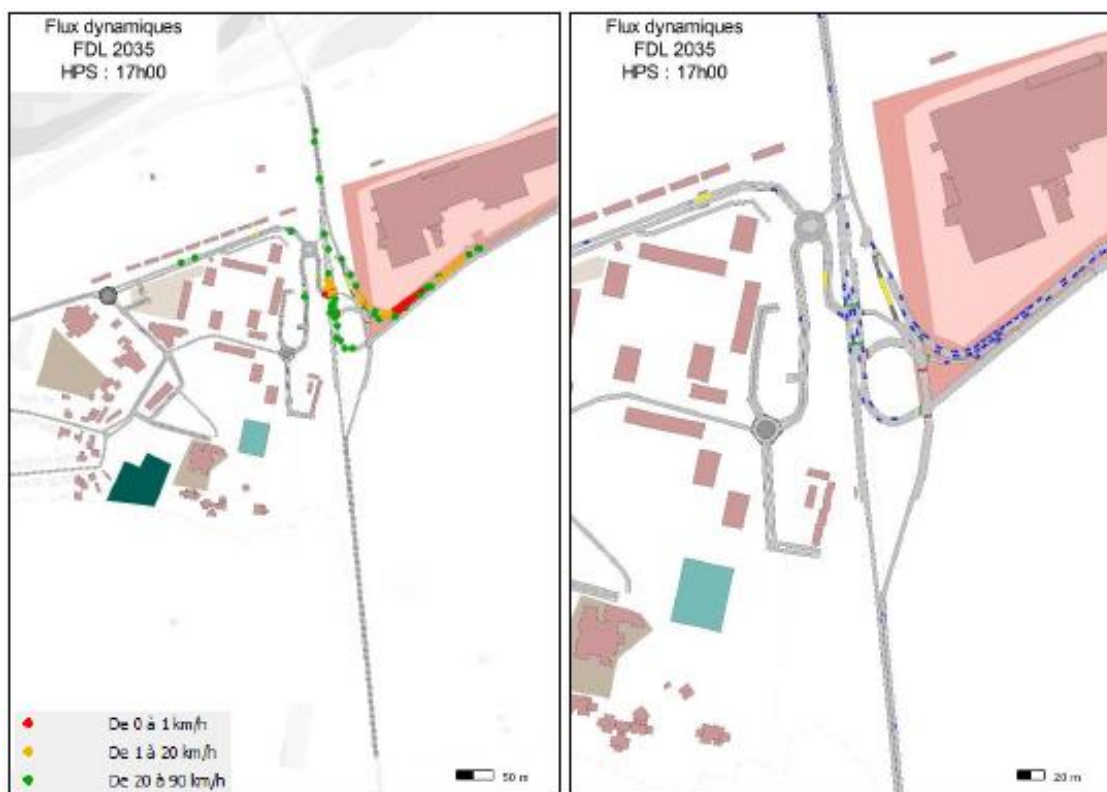 Flux dynamiques
FDL 2035
HPS : 17h00
De 0 à 1 km/h
De 1 à 20 km/h
De 20 à 90 km/h
50 m
Flux dynamiques
FDL 2035
HPS : 17h00
20 m